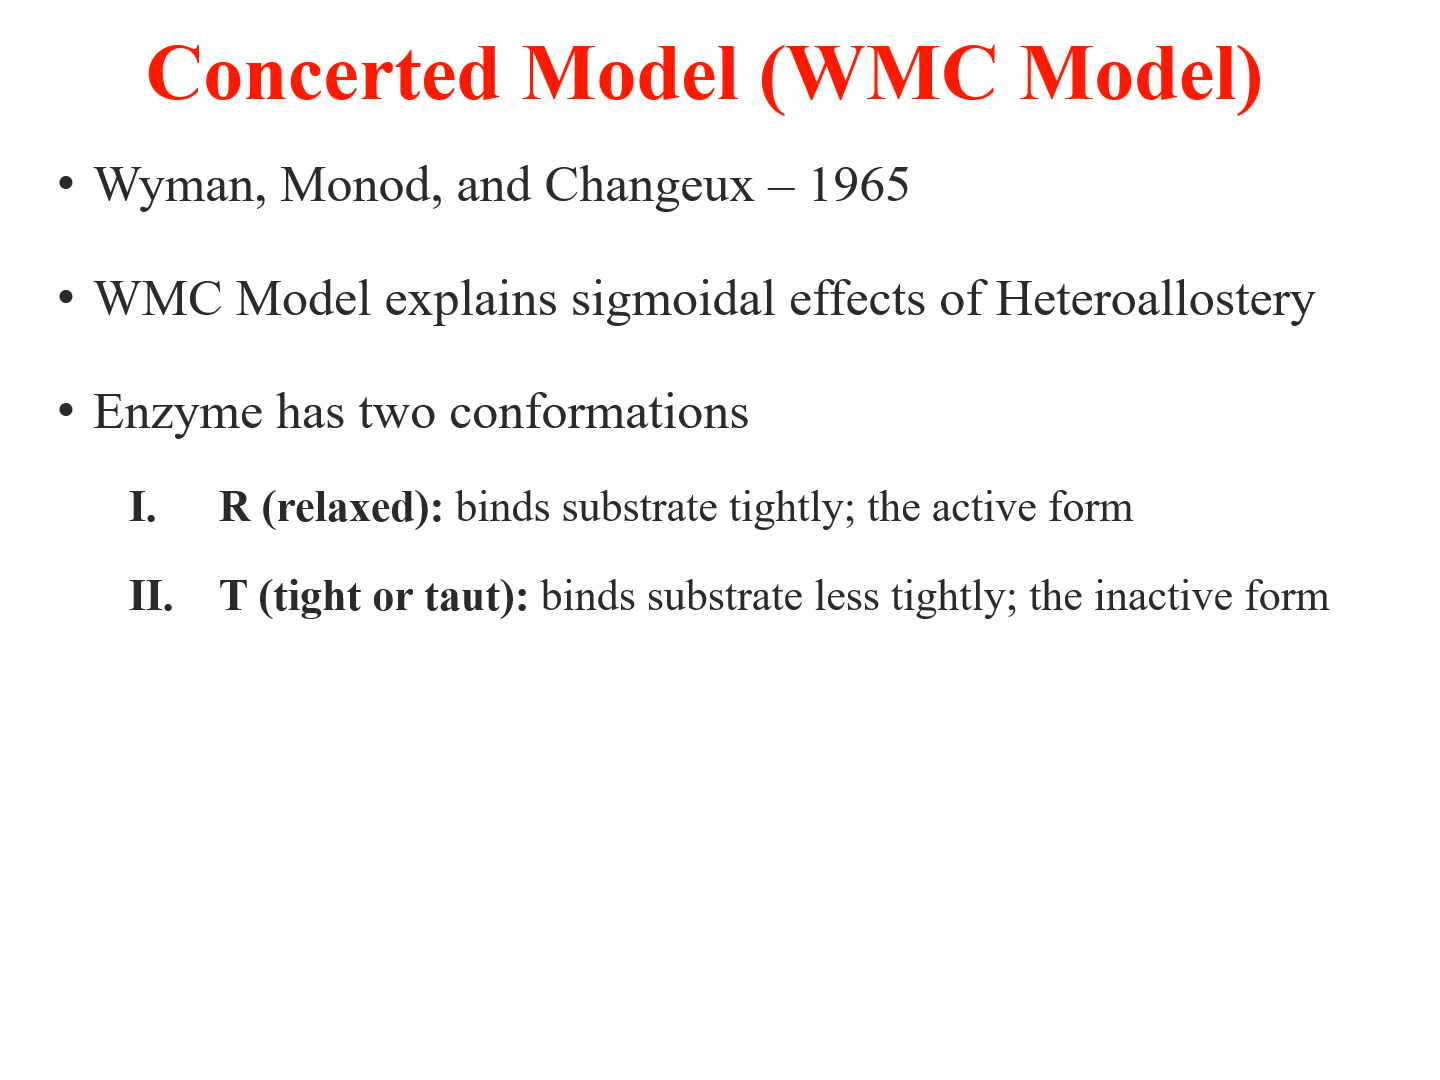 Concerted Model (WMC Model)
• Wyman, Monod, and Changeux – 1965
• WMC Model explains sigmoidal effects of Heteroallostery
• Enzyme has two conformations
I. R (relaxed): binds substrate tightly; the active form
II. T (tight or taut): binds substrate less tightly; the inactive form